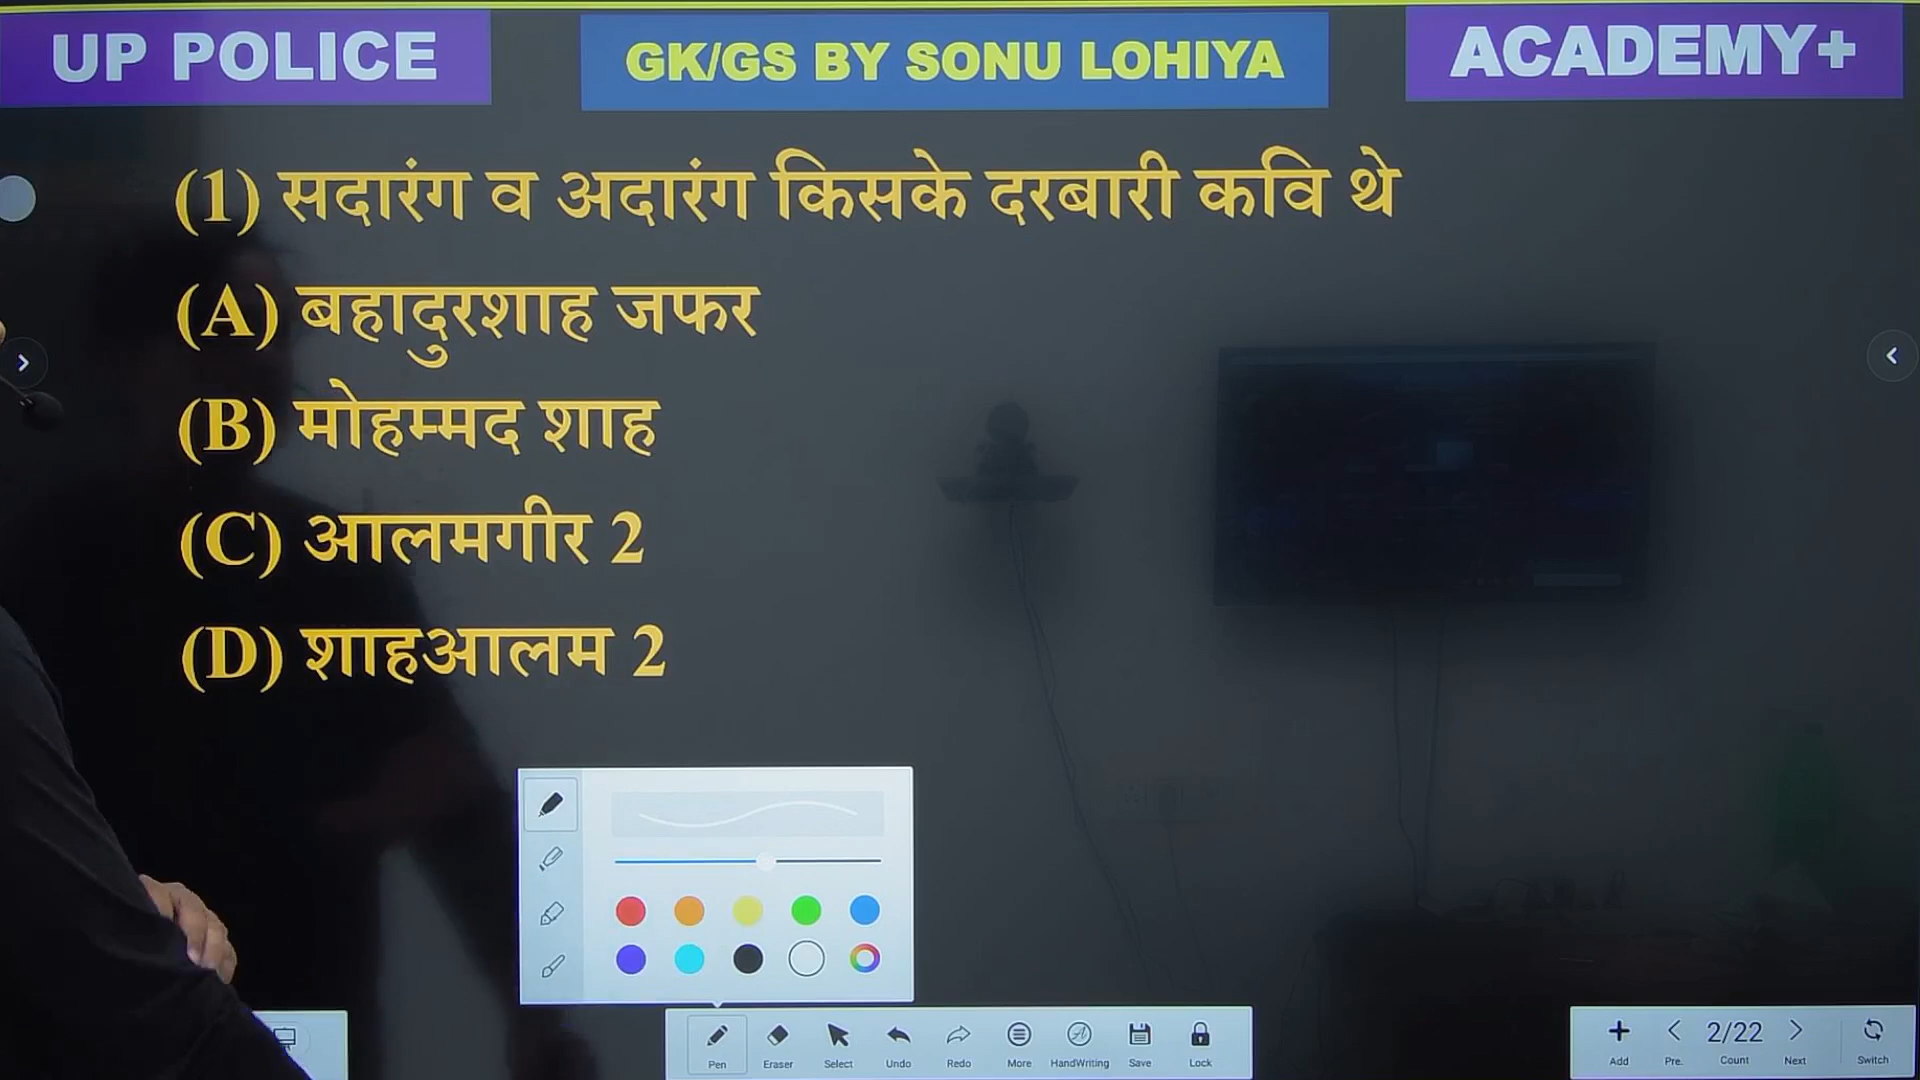 UP POLICE
GK/GS BY SONU LOHIYA
ACADEMY+
(1) सदारंग व अदारंग किसके दरबारी कवि थे
(A) बहादुरशाह जफर
(B) मोहम्मद शाह
(C) आलमगीर 2
(D) शाहआलम 2
Pen
Eraser
Select
Undo
Redo
More
HandWriting
Save
Lock
Add
Pre.
2/22
Count
Next
Switch